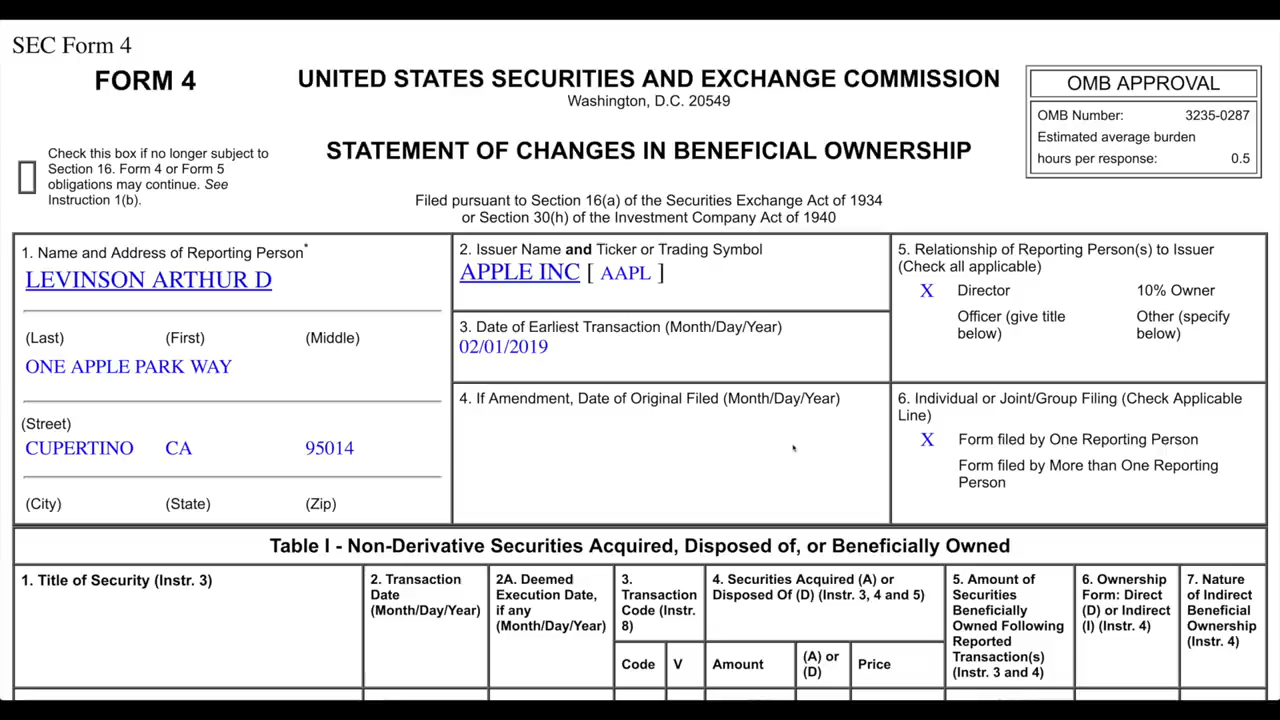 SEC Form 4
FORM 4
UNITED STATES SECURITIES AND EXCHANGE COMMISSION
Washington, D.C. 20549
STATEMENT OF CHANGES IN BENEFICIAL OWNERSHIP
Filed pursuant to Section 16(a) of the Securities Exchange Act of 1934
or Section 30(h) of the Investment Company Act of 1940
OMB APPROVAL
OMB Number: 3235-0287
Estimated average burden
hours per response: 0.5
Check this box if no longer subject to
Section 16. Form 4 or Form 5
obligations may continue. See
Instruction 1(b).
1. Name and Address of Reporting Person*
LEVINSON ARTHUR D
(Last) (First) (Middle)
ONE APPLE PARK WAY
(Street)
CUPERTINO CA 95014
(City) (State) (Zip)
2. Issuer Name and Ticker or Trading Symbol
APPLE INC [ AAPL ]
3. Date of Earliest Transaction (Month/Day/Year)
02/01/2019
4. If Amendment, Date of Original Filed (Month/Day/Year)
5. Relationship of Reporting Person(s) to Issuer
(Check all applicable)
X Director 10% Owner
Officer (give title Other (specify
below) below)
6. Individual or Joint/Group Filing (Check Applicable
Line)
X Form filed by One Reporting Person
Form filed by More than One Reporting
Person
Table I - Non-Derivative Securities Acquired, Disposed of, or Beneficially Owned
1. Title of Security (Instr. 3)
2. Transaction
Date
(Month/Day/Year)
2A. Deemed
Execution Date,
if any
(Month/Day/Year)
3.
Transaction
Code (Instr.
8)
4. Securities Acquired (A) or
Disposed Of (D) (Instr. 3, 4 and 5)
5. Amount of
Securities
Beneficially
Owned Following
Reported
Transaction(s)
(Instr. 3 and 4)
6. Ownership
Form: Direct
(D) or Indirect
(I) (Instr. 4)
7. Nature
of Indirect
Beneficial
Ownership
(Instr. 4)
Code V Amount (A) or
(D) Price